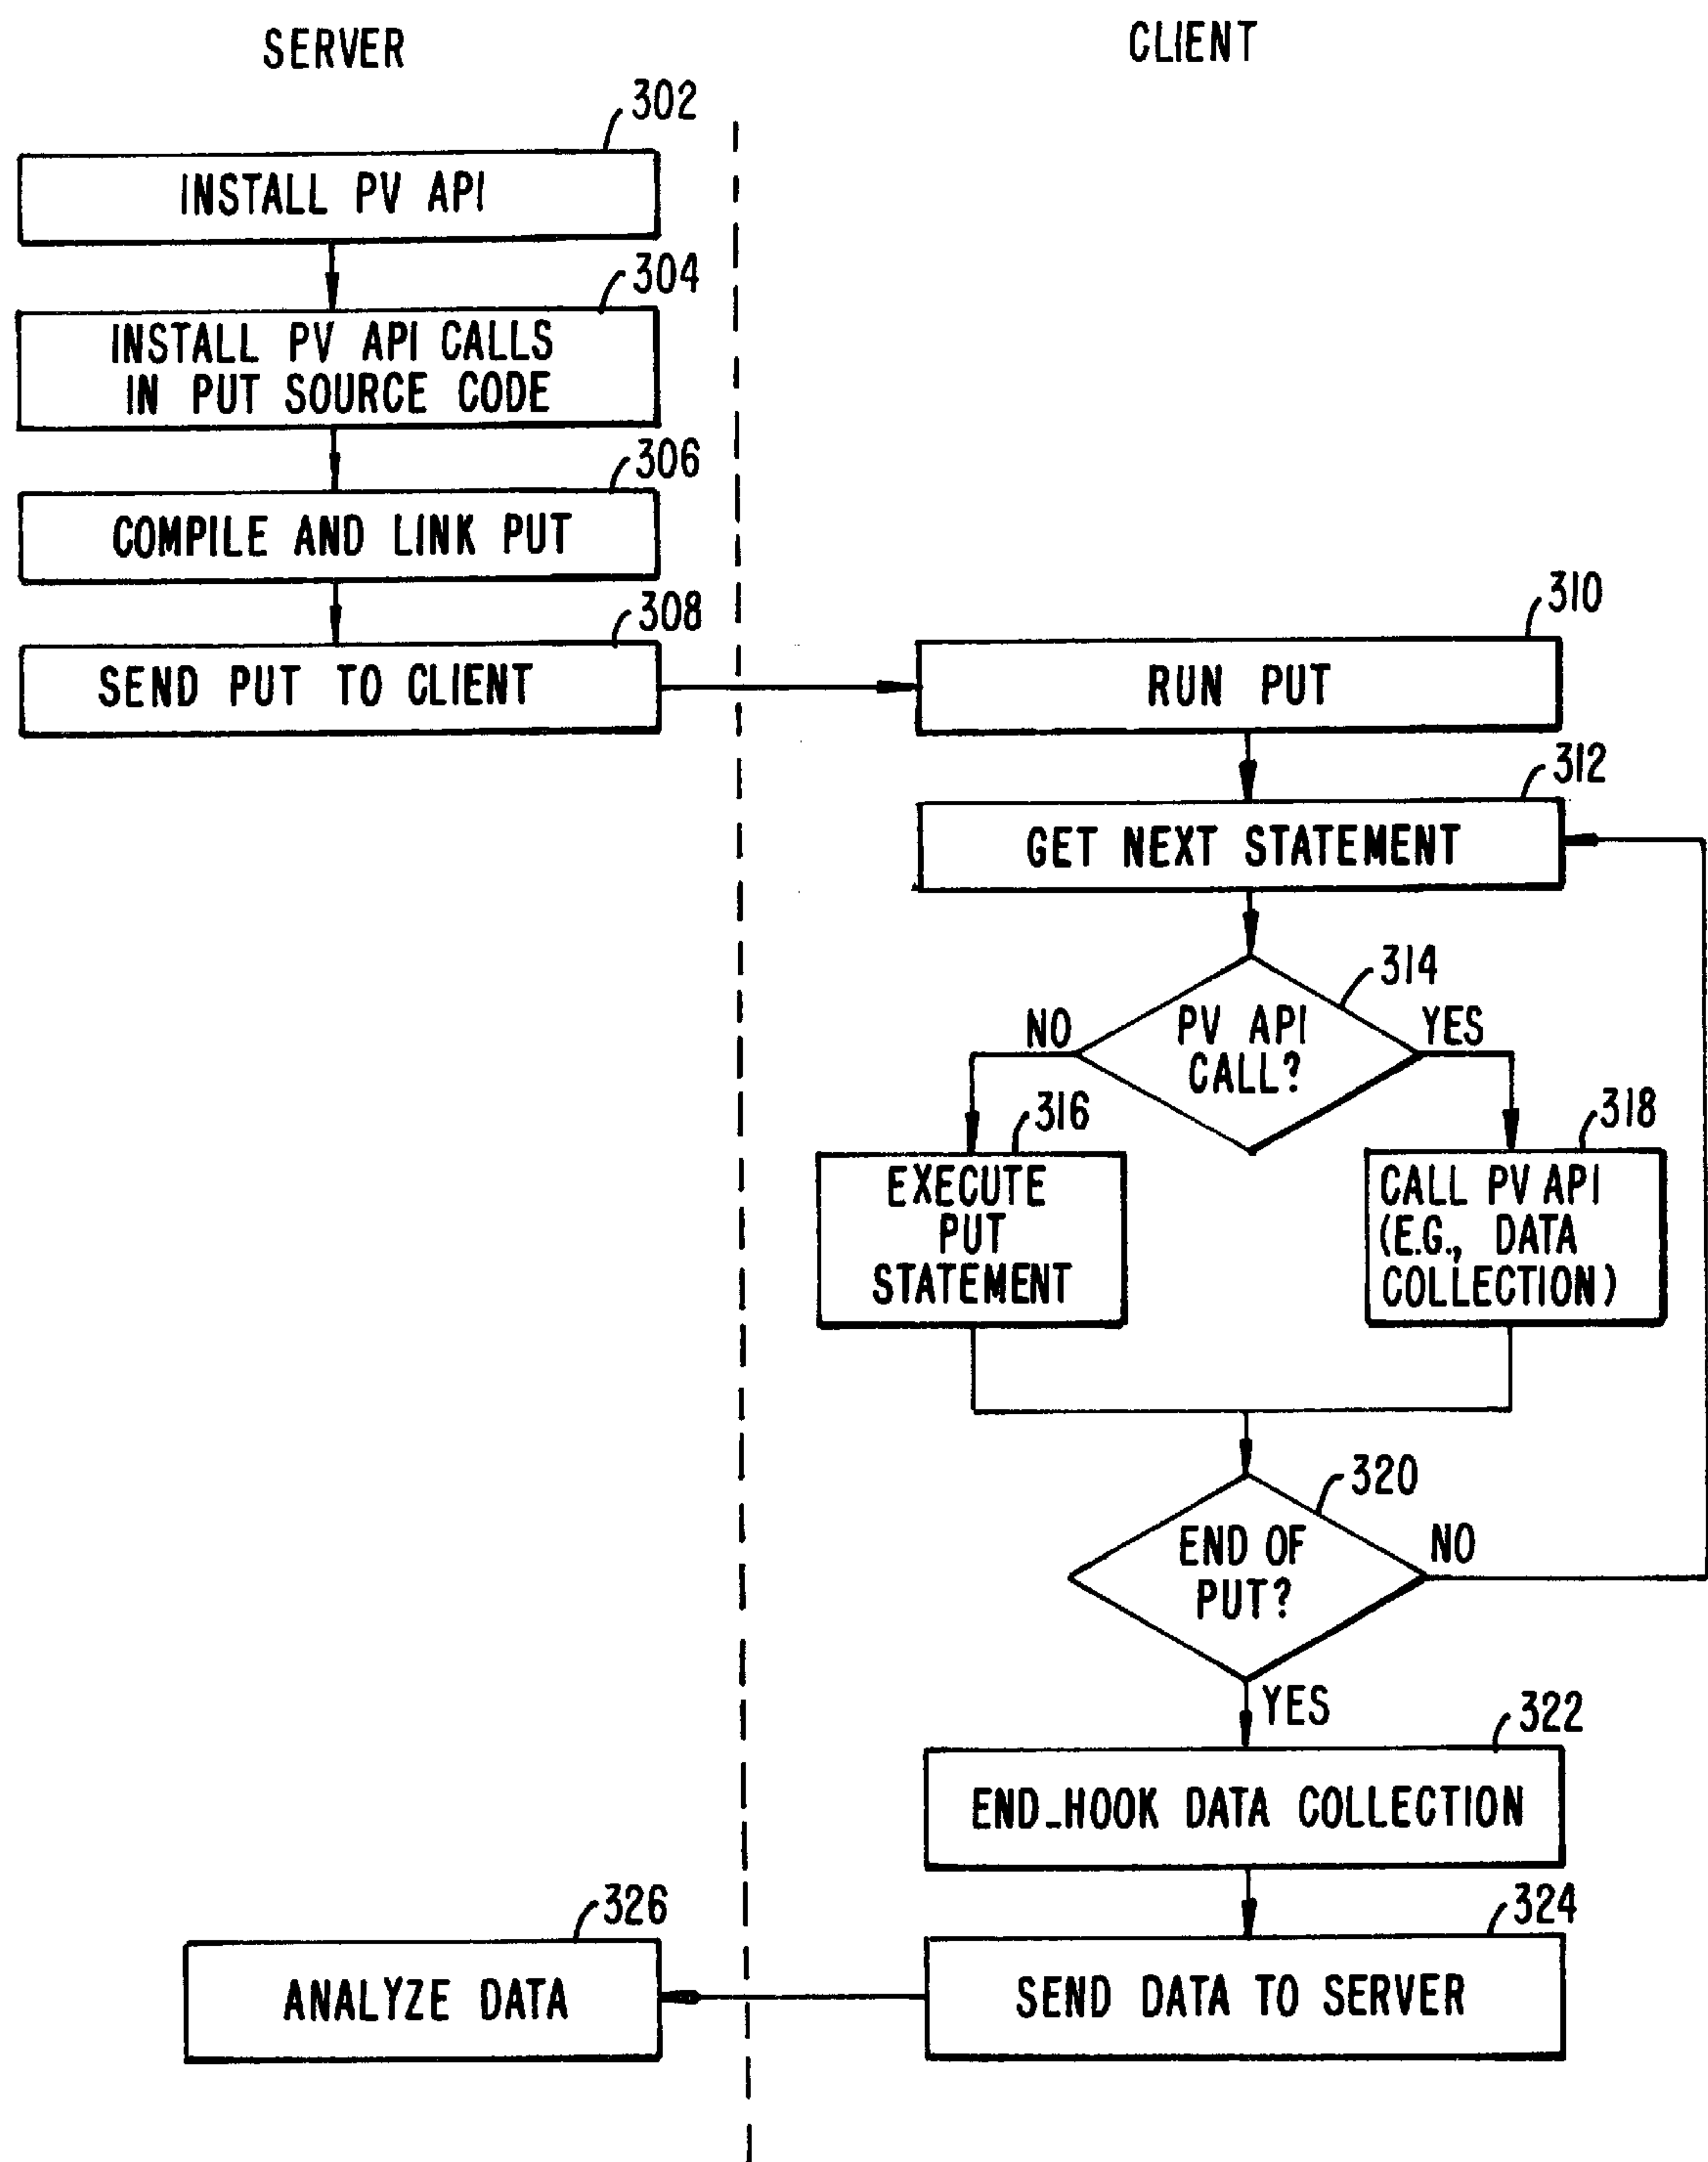 SERVER
CLIENT
302
INSTALL PV API
304
INSTALL PV API CALLS
IN PUT SOURCE CODE
306
COMPILE AND LINK PUT
308
SEND PUT TO CLIENT
310
RUN PUT
312
GET NEXT STATEMENT
314
PV API
CALL?
NO
YES
316
EXECUTE
PUT
STATEMENT
318
CALL PV API
(E.G., DATA
COLLECTION)
320
END OF
PUT?
NO
YES
322
END_HOOK DATA COLLECTION
324
SEND DATA TO SERVER
326
ANALYZE DATA